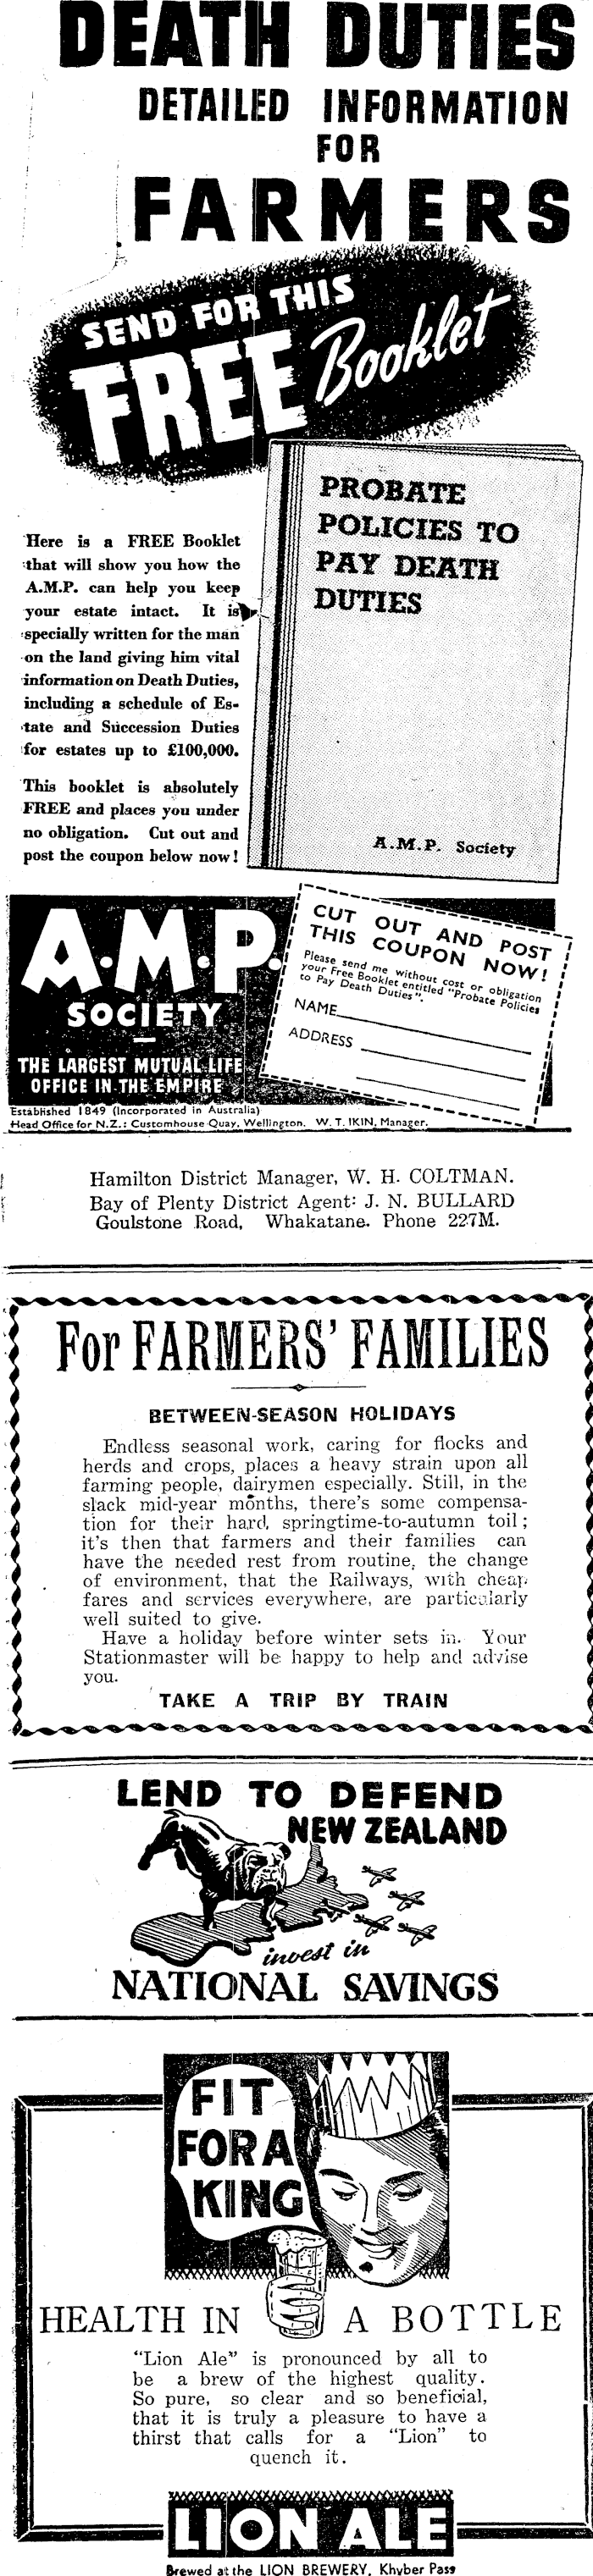 DEATH DUTIES
DETAILED INFORMATION
FOR
FARMERS
SEND FOR THIS
FREE Booklet
PROBATE
POLICIES TO
PAY DEATH
DUTIES
A.M.P. Society
Here is a FREE Booklet
that will show you how the
A.M.P. can help you keep
your estate intact. It is
specially written for the man
on the land giving him vital
information on Death Duties,
including a schedule of Es-
tate and Succession Duties
for estates up to £100,000.
This booklet is absolutely
FREE and places you under
no obligation. Cut out and
post the coupon below now!
A.M.P.
SOCIETY
THE LARGEST MUTUAL LIFE
OFFICE IN THE EMPIRE
CUT OUT AND POST
THIS COUPON NOW!
Please send me without cost or obligation
your Free Booklet entitled "Probate Policies
to Pay Death Duties".
NAME
ADDRESS
Established 1849 (Incorporated in Australia)
Head Office for N.Z.: Customhouse Quay, Wellington. W. T. IKIN, Manager.
Hamilton District Manager, W. H. COLTMAN.
Bay of Plenty District Agent: J. N. BULLARD
Goulstone Road, Whakatane. Phone 227M.
For FARMERS' FAMILIES
BETWEEN-SEASON HOLIDAYS
Endless seasonal work, caring for flocks and
herds and crops, places a heavy strain upon all
farming people, dairymen especially. Still, in the
slack mid-year months, there's some compensa-
tion for their hard, springtime-to-autumn toil;
it's then that farmers and their families can
have the needed rest from routine, the change
of environment, that the Railways, with cheap
fares and services everywhere, are particularly
well suited to give.
Have a holiday before winter sets in. Your
Stationmaster will be happy to help and advise
you.
TAKE A TRIP BY TRAIN
LEND TO DEFEND
NEW ZEALAND
invest in
NATIONAL SAVINGS
FIT
FOR A
KING
HEALTH IN A BOTTLE
"Lion Ale" is pronounced by all to
be a brew of the highest quality.
So pure, so clear and so beneficial,
that it is truly a pleasure to have a
thirst that calls for a "Lion" to
quench it.
LION ALE
Brewed at the LION BREWERY, Khyber Pass